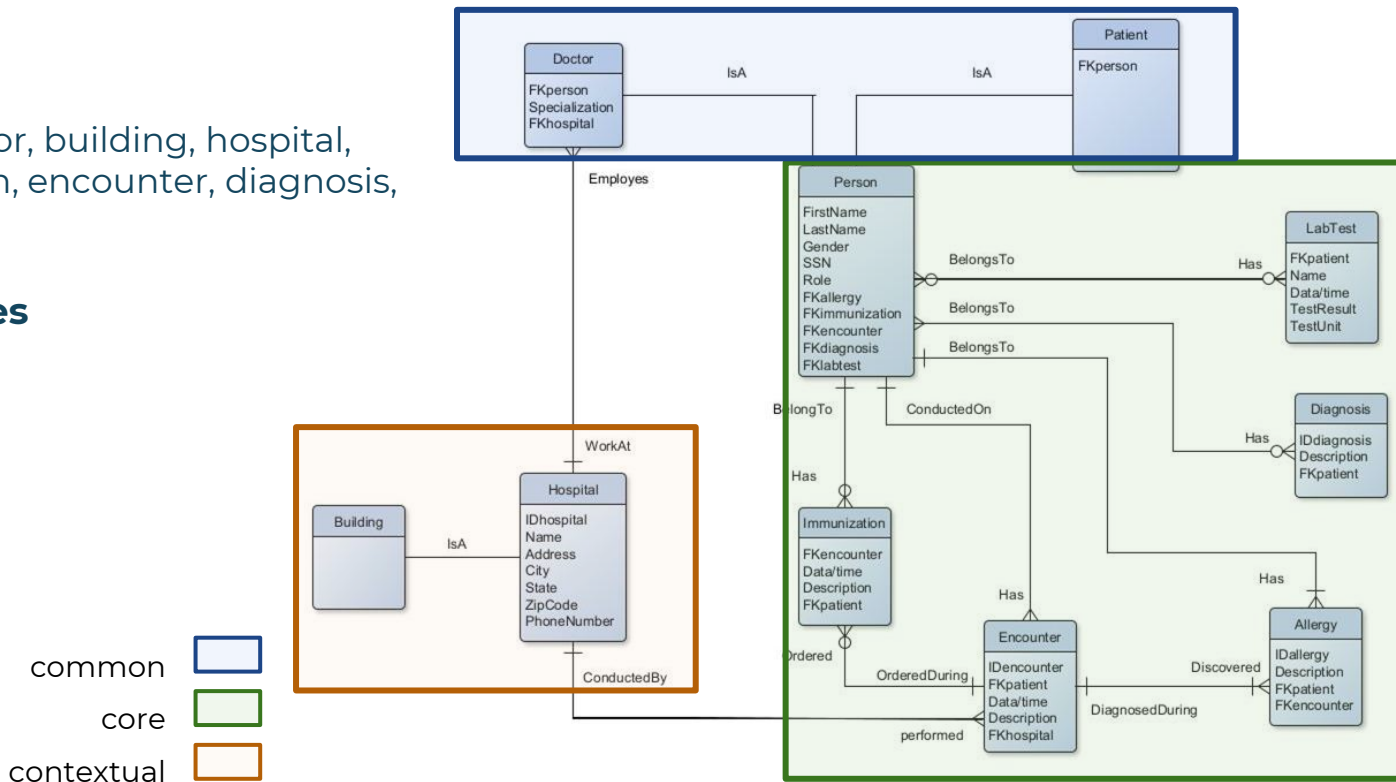 or, building, hospital,
encounter, diagnosis,
es
common
core
contextual
Doctor
FKperson
Specialization
FKhospital
IsA
IsA
Patient
FKperson
Employes
Person
FirstName
LastName
Gender
SSN
Role
FKallergy
FKimmunization
FKencounter
FKdiagnosis
FKlabtest
BelongsTo
Has
LabTest
FKpatient
Name
Data/time
TestResult
TestUnit
BelongsTo
BelongsTo
Diagnosis
IDdiagnosis
Description
FKpatient
Has
BelongTo
ConductedOn
WorkAt
Hospital
IDhospital
Name
Address
City
State
ZipCode
PhoneNumber
Building
IsA
Has
Immunization
FKencounter
Data/time
Description
FKpatient
Has
Has
Ordered
OrderedDuring
Encounter
IDencounter
FKpatient
Data/time
Description
FKhospital
Discovered
DiagnosedDuring
Allergy
IDallergy
Description
FKpatient
FKencounter
ConductedBy
performed